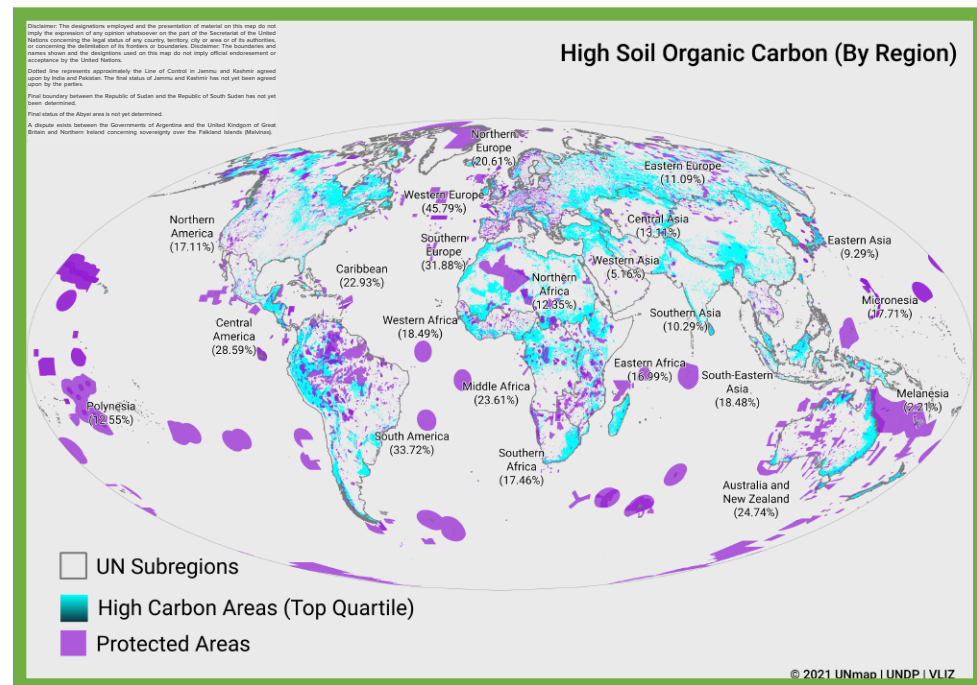 Disclaimer: The designations employed and the presentation of material on this map do not
imply the expression of any opinion whatsoever on the part of the Secretariat of the United
Nations concerning the legal status of any country, territory, city or area or of its authorities,
or concerning the delimitation of its frontiers or boundaries. Disclaimer: The boundaries and
names shown and the designtions used on this map do not imply official endorsement or
acceptance by the United Nations.
Dotted line represents approximately the Line of Control in Jammu and Kashmir agreed
upon by India and Pakistan. The final status of Jammu and Kashmir has not yet been agreed
upon by the parties.
Final boundary between the Republic of Sudan and the Republic of South Sudan has not yet
been determined.
Final status of the Abyei area is not yet determined.
A dispute exists between the Governments of Argentina and the United Kindgom of Great
Britain and Northern Ireland concerning sovereignty over the Falkland Islands (Malvinas).
High Soil Organic Carbon (By Region)
Northern
Europe
(20.61%)
Eastern Europe
(11.09%)
Western Europe
(45.79%)
Northern
America
(17.11%)
Central Asia
(13.11%)
Southern
Europe
(31.88%)
Eastern Asia
(9.29%)
Western Asia
(5.16%)
Caribbean
(22.93%)
Northern
Africa
(12.35%)
Micronesia
(17.71%)
Southern Asia
(10.29%)
Western Africa
(18.49%)
Central
America
(28.59%)
Eastern Africa
(16.99%)
South-Eastern
Asia
(18.48%)
Middle Africa
(23.61%)
Melanesia
(2.21%)
Polynesia
(12.55%)
South America
(33.72%)
Southern
Africa
(17.46%)
Australia and
New Zealand
(24.74%)
UN Subregions
High Carbon Areas (Top Quartile)
Protected Areas
© 2021 UNmap | UNDP | VLIZ